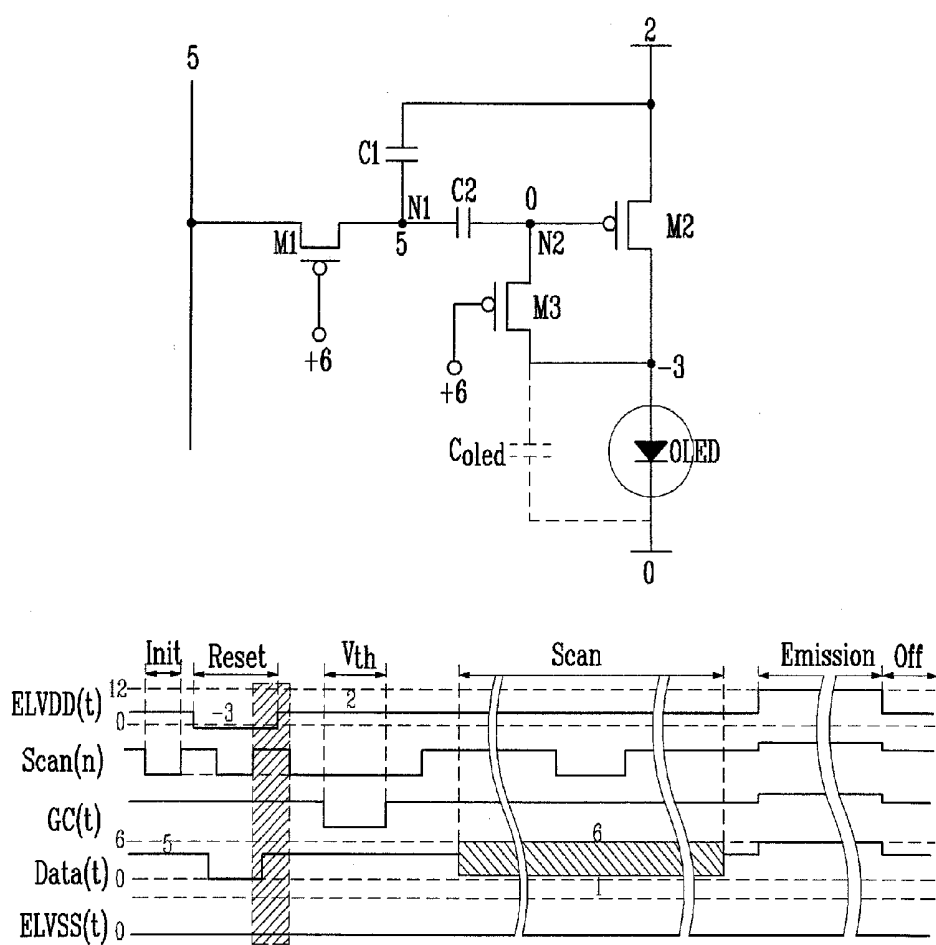 2
5
C1
C2
N1
0
5
N2
M1
M2
M3
+6
+6
-3
Coled
OLED
0
Init
Reset
Vth
Scan
Emission
Off
ELVDD(t)
12
0
-3
2
Scan(n)
GC(t)
Data(t)
6
0
5
6
1
ELVSS(t)
0